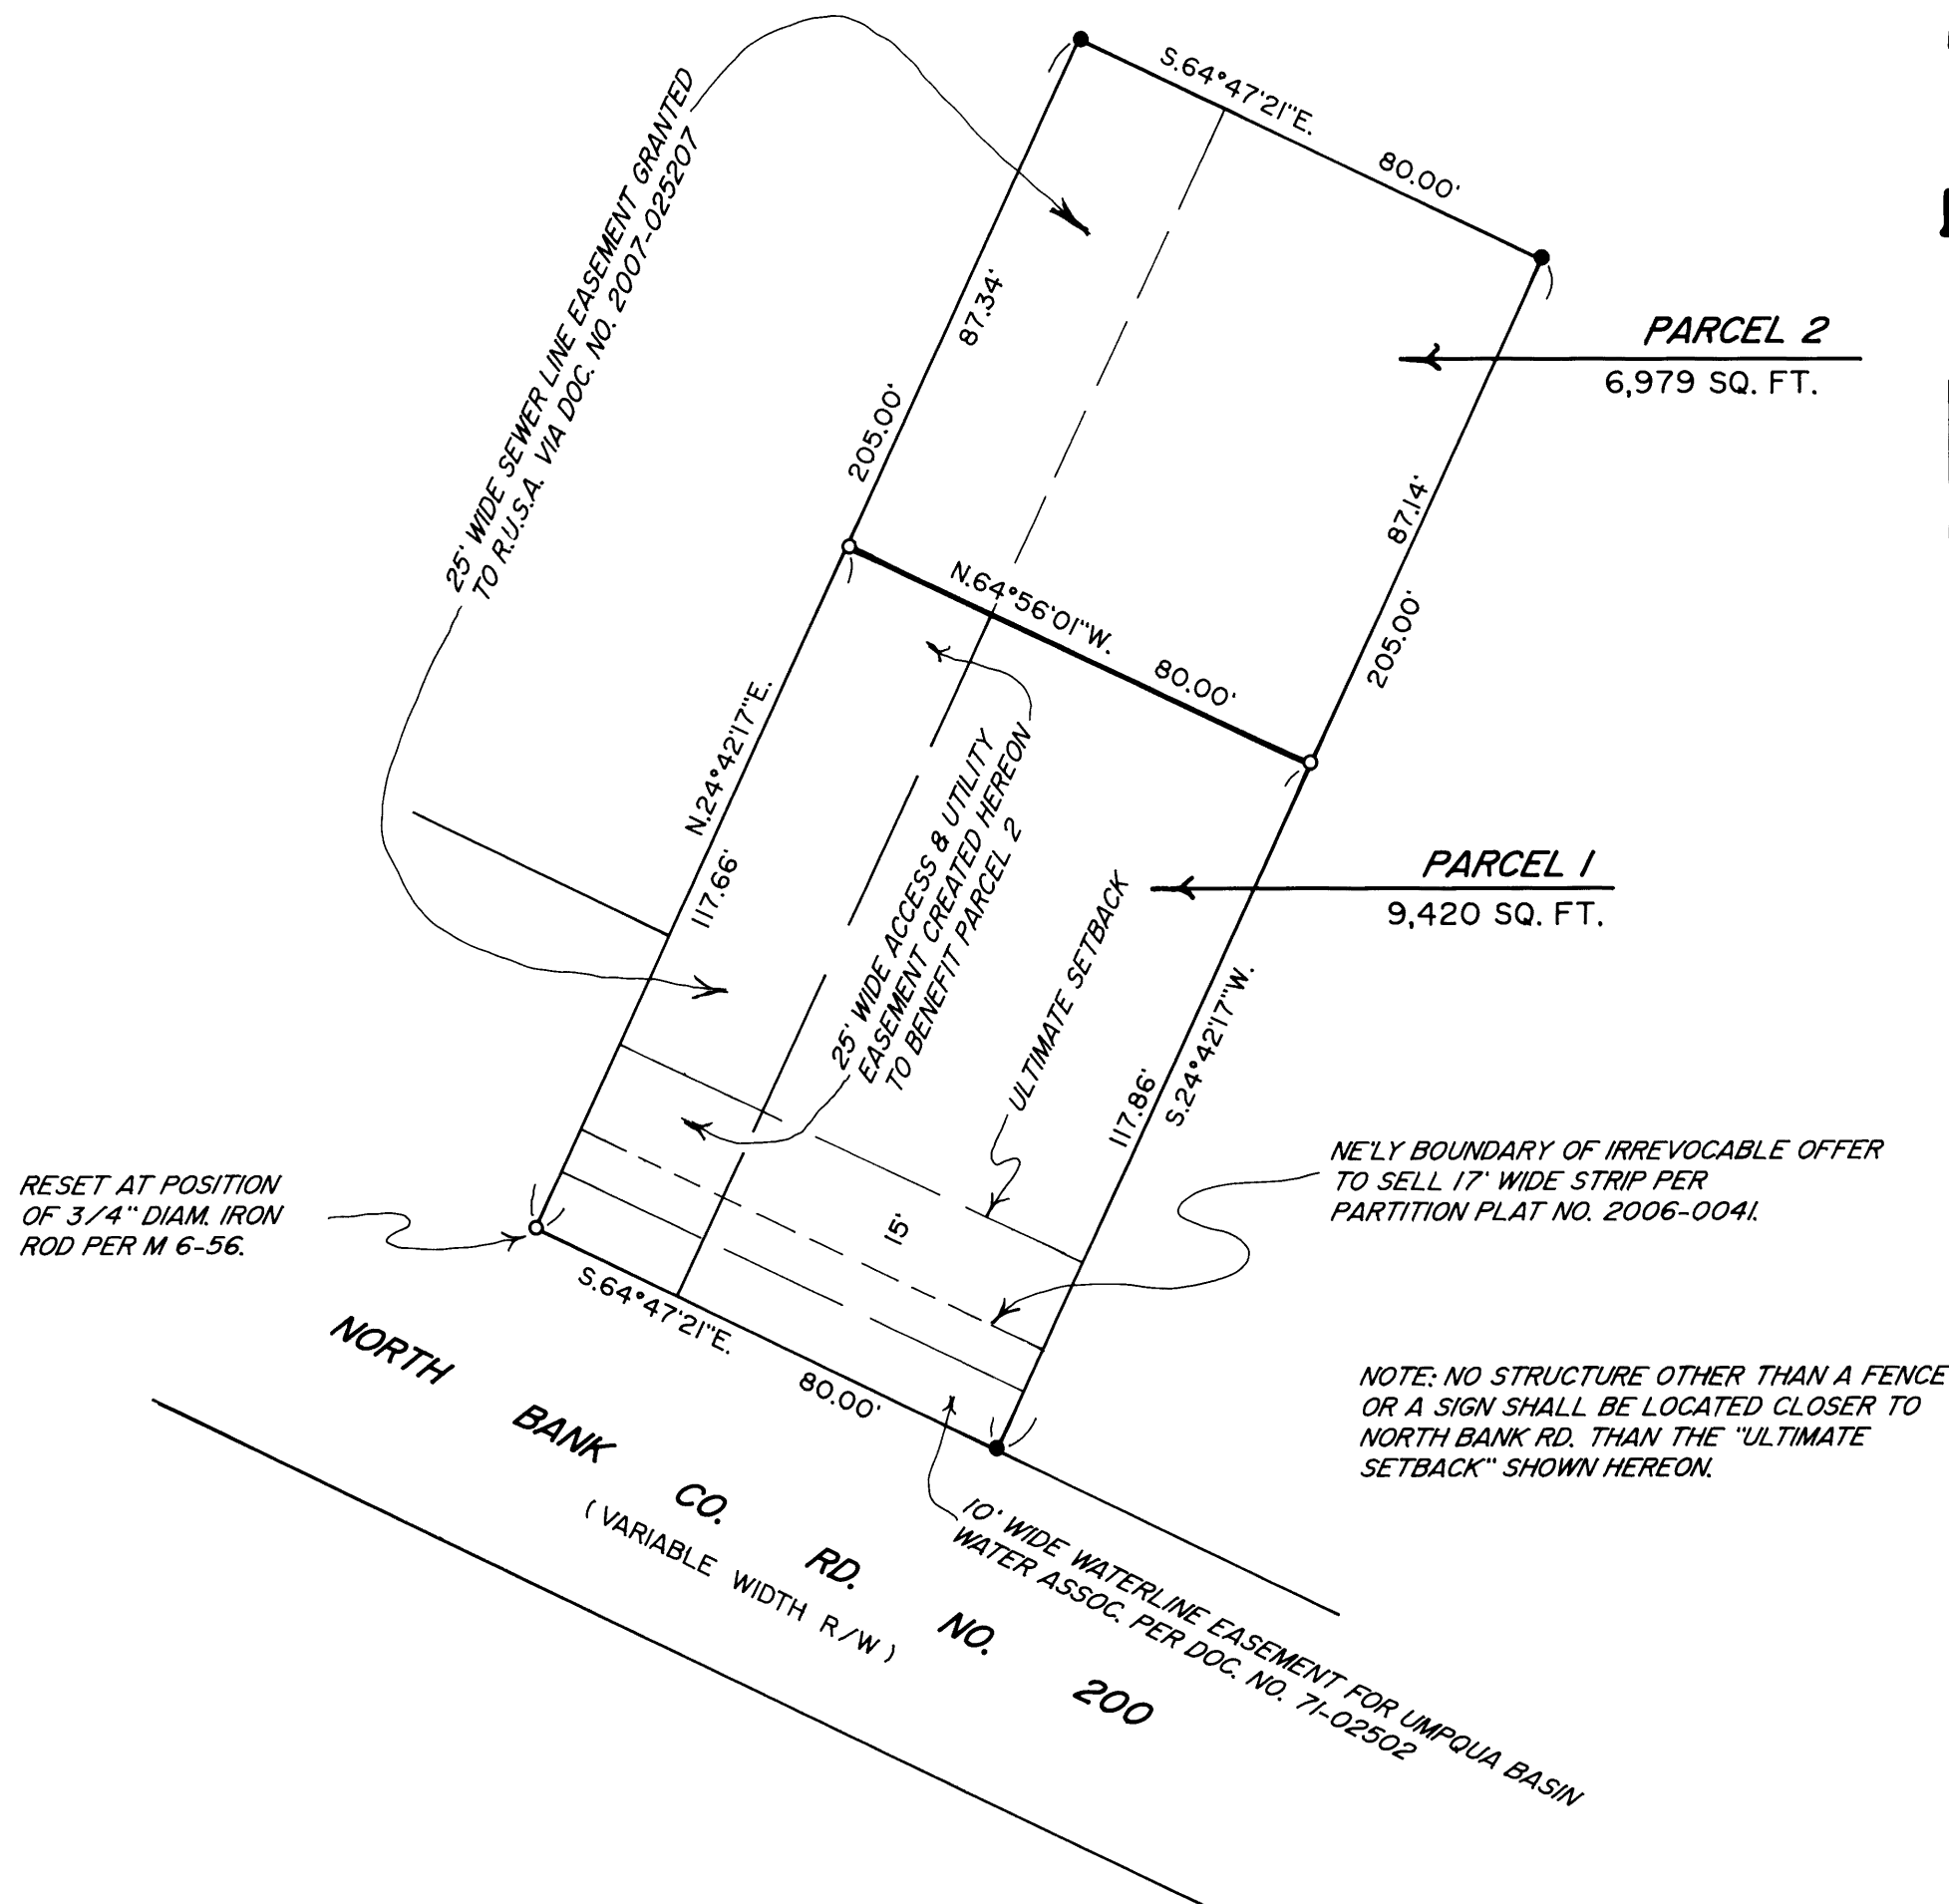 S.64°47'21"E.
80.00'
25' WIDE SEWER LINE EASEMENT GRANTED
TO R.U.S.A. VIA DOC. NO. 2007-025207
87.34'
205.00'
PARCEL 2
6,979 SQ. FT.
87.14'
205.00'
N.64°56'01"W.
80.00'
N.24°42'17"E.
117.66'
25' WIDE ACCESS & UTILITY
EASEMENT CREATED HEREON
TO BENEFIT PARCEL 2
ULTIMATE SETBACK
PARCEL 1
9,420 SQ. FT.
S.24°42'17"W.
117.86'
NE'LY BOUNDARY OF IRREVOCABLE OFFER
TO SELL 17' WIDE STRIP PER
PARTITION PLAT NO. 2006-0041.
RESET AT POSITION
OF 3/4" DIAM. IRON
ROD PER M 6-56.
15'
S.64°47'21"E.
80.00'
NOTE: NO STRUCTURE OTHER THAN A FENCE
OR A SIGN SHALL BE LOCATED CLOSER TO
NORTH BANK RD. THAN THE "ULTIMATE
SETBACK" SHOWN HEREON.
NORTH BANK CO. RD. NO. 200
(VARIABLE WIDTH R/W)
10' WIDE WATERLINE EASEMENT FOR UMPQUA BASIN
WATER ASSOC. PER DOC. NO. 71-02502